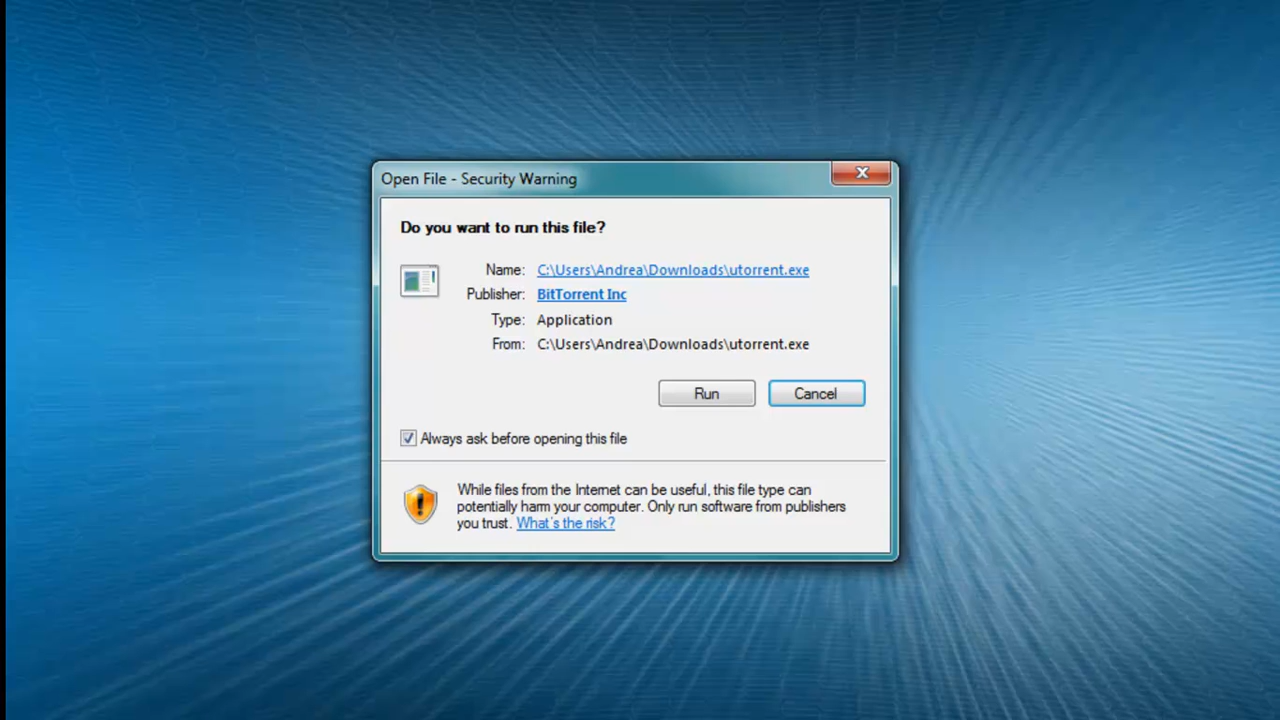 Open File - Security Warning
Do you want to run this file?
Name: C:\Users\Andrea\Downloads\utorrent.exe
Publisher: BitTorrent Inc
Type: Application
From: C:\Users\Andrea\Downloads\utorrent.exe
Run Cancel
Always ask before opening this file
While files from the Internet can be useful, this file type can
potentially harm your computer. Only run software from publishers
you trust. What's the risk?